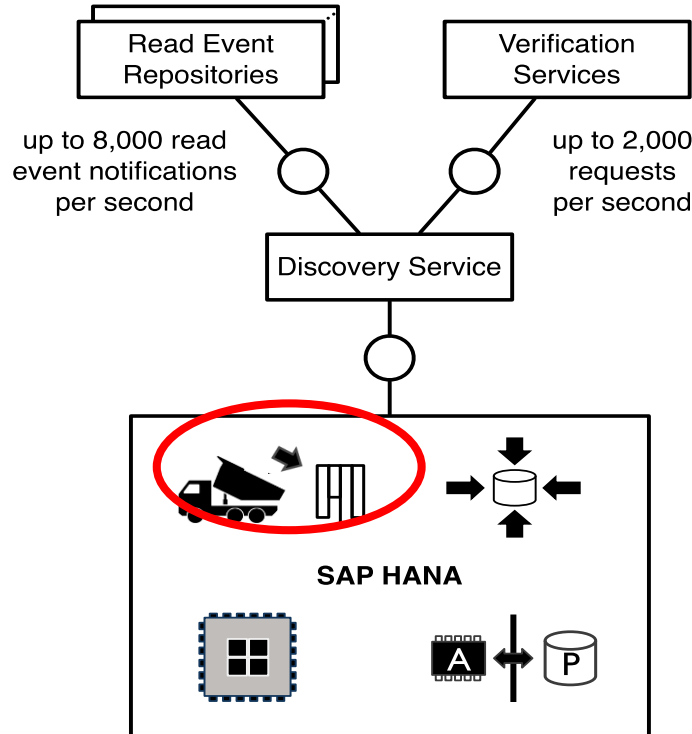 Read Event
Repositories
Verification
Services
up to 8,000 read
event notifications
per second
up to 2,000
requests
per second
Discovery Service
SAP HANA
A
P